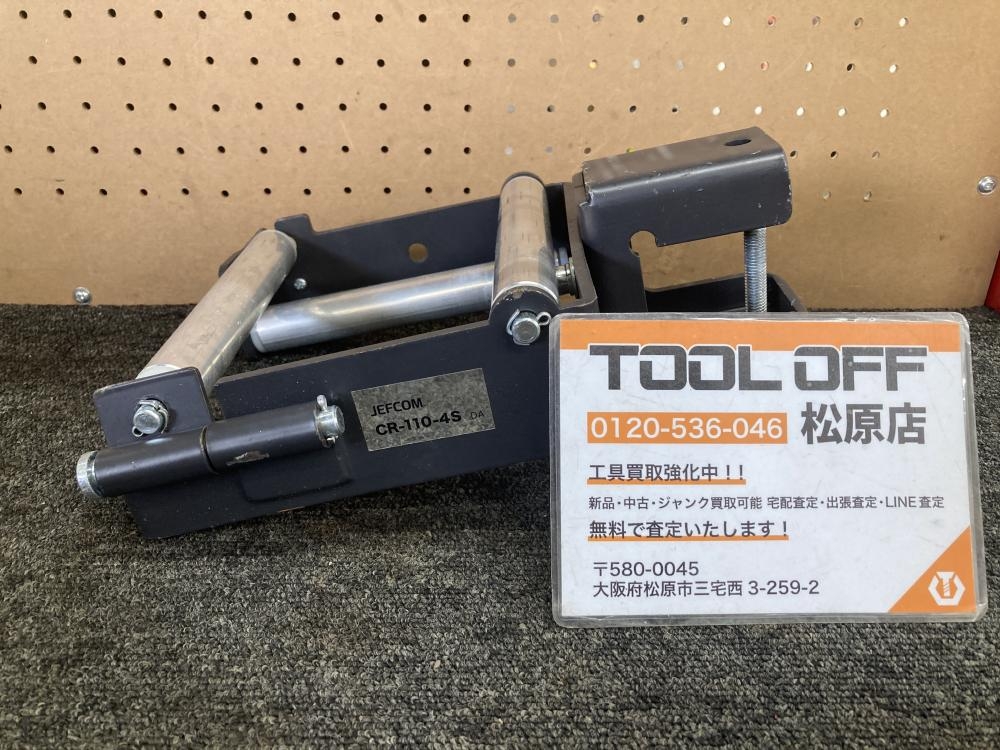 JEFCOM
CR-110-4S DA
TOOL OFF
0120-536-046 松原店
工具買取強化中!!
新品・中古・ジャンク買取可能 宅配査定・出張査定・LINE査定
無料で査定いたします!
〒580-0045
大阪府松原市三宅西 3-259-2